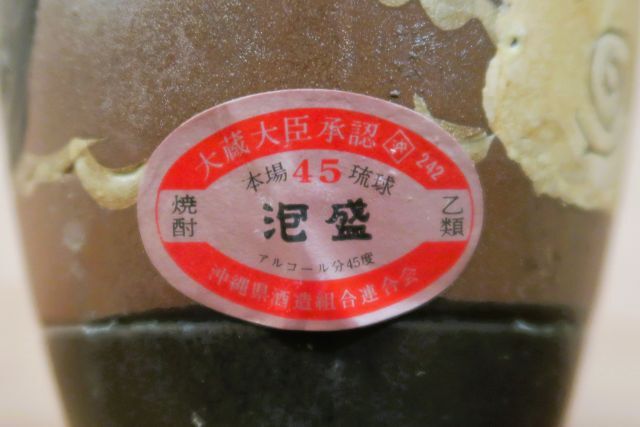 大蔵大臣承認 242
本場 45 琉球
焼酎
泡盛
乙類
アルコール分45度
沖縄県酒造組合連合会